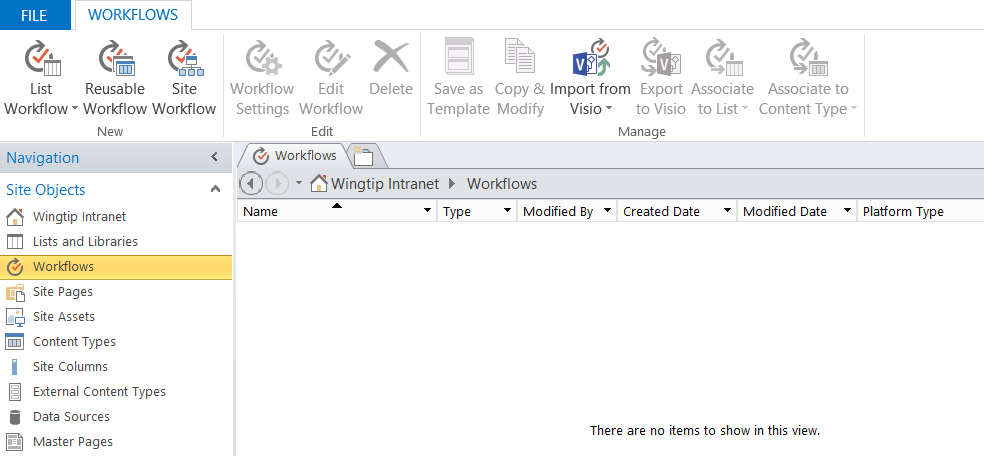 FILE WORKFLOWS
List Reusable Site Workflow Edit Delete Save as Copy & Import from Export Associate Associate to
Workflow Workflow Workflow Settings Workflow Template Modify Visio to Visio to List Content Type
New Edit Manage
Navigation
Workflows
Site Objects
Wingtip Intranet Workflows
Wingtip Intranet
Name Type Modified By Created Date Modified Date Platform Type
Lists and Libraries
Workflows
Site Pages
Site Assets
Content Types
Site Columns
External Content Types
Data Sources
There are no items to show in this view.
Master Pages